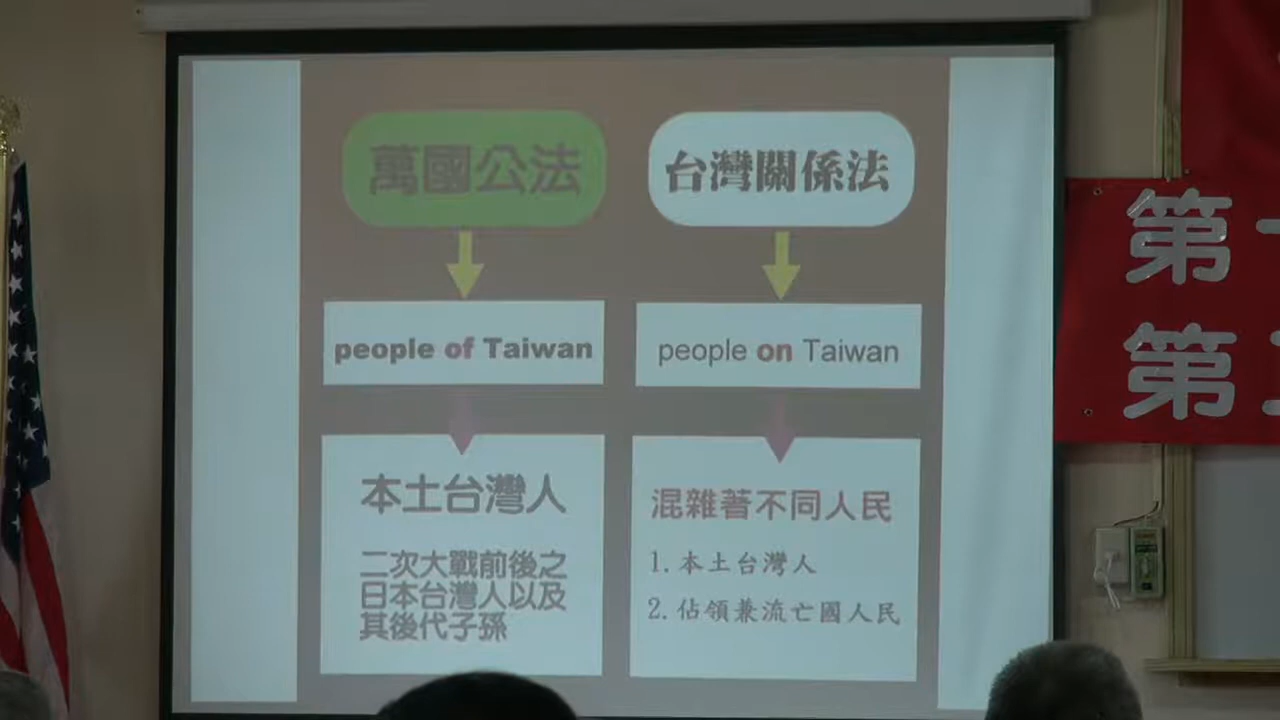 萬國公法
台灣關係法
people of Taiwan
people on Taiwan
本土台灣人
二次大戰前後之
日本台灣人以及
其後代子孫
混雜著不同人民
1.本土台灣人
2.佔領兼流亡國人民
第
第